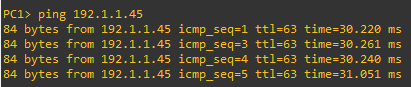 PC1> ping 192.1.1.45
84 bytes from 192.1.1.45 icmp_seq=1 ttl=63 time=30.220 ms
84 bytes from 192.1.1.45 icmp_seq=3 ttl=63 time=30.261 ms
84 bytes from 192.1.1.45 icmp_seq=4 ttl=63 time=30.240 ms
84 bytes from 192.1.1.45 icmp_seq=5 ttl=63 time=31.051 ms